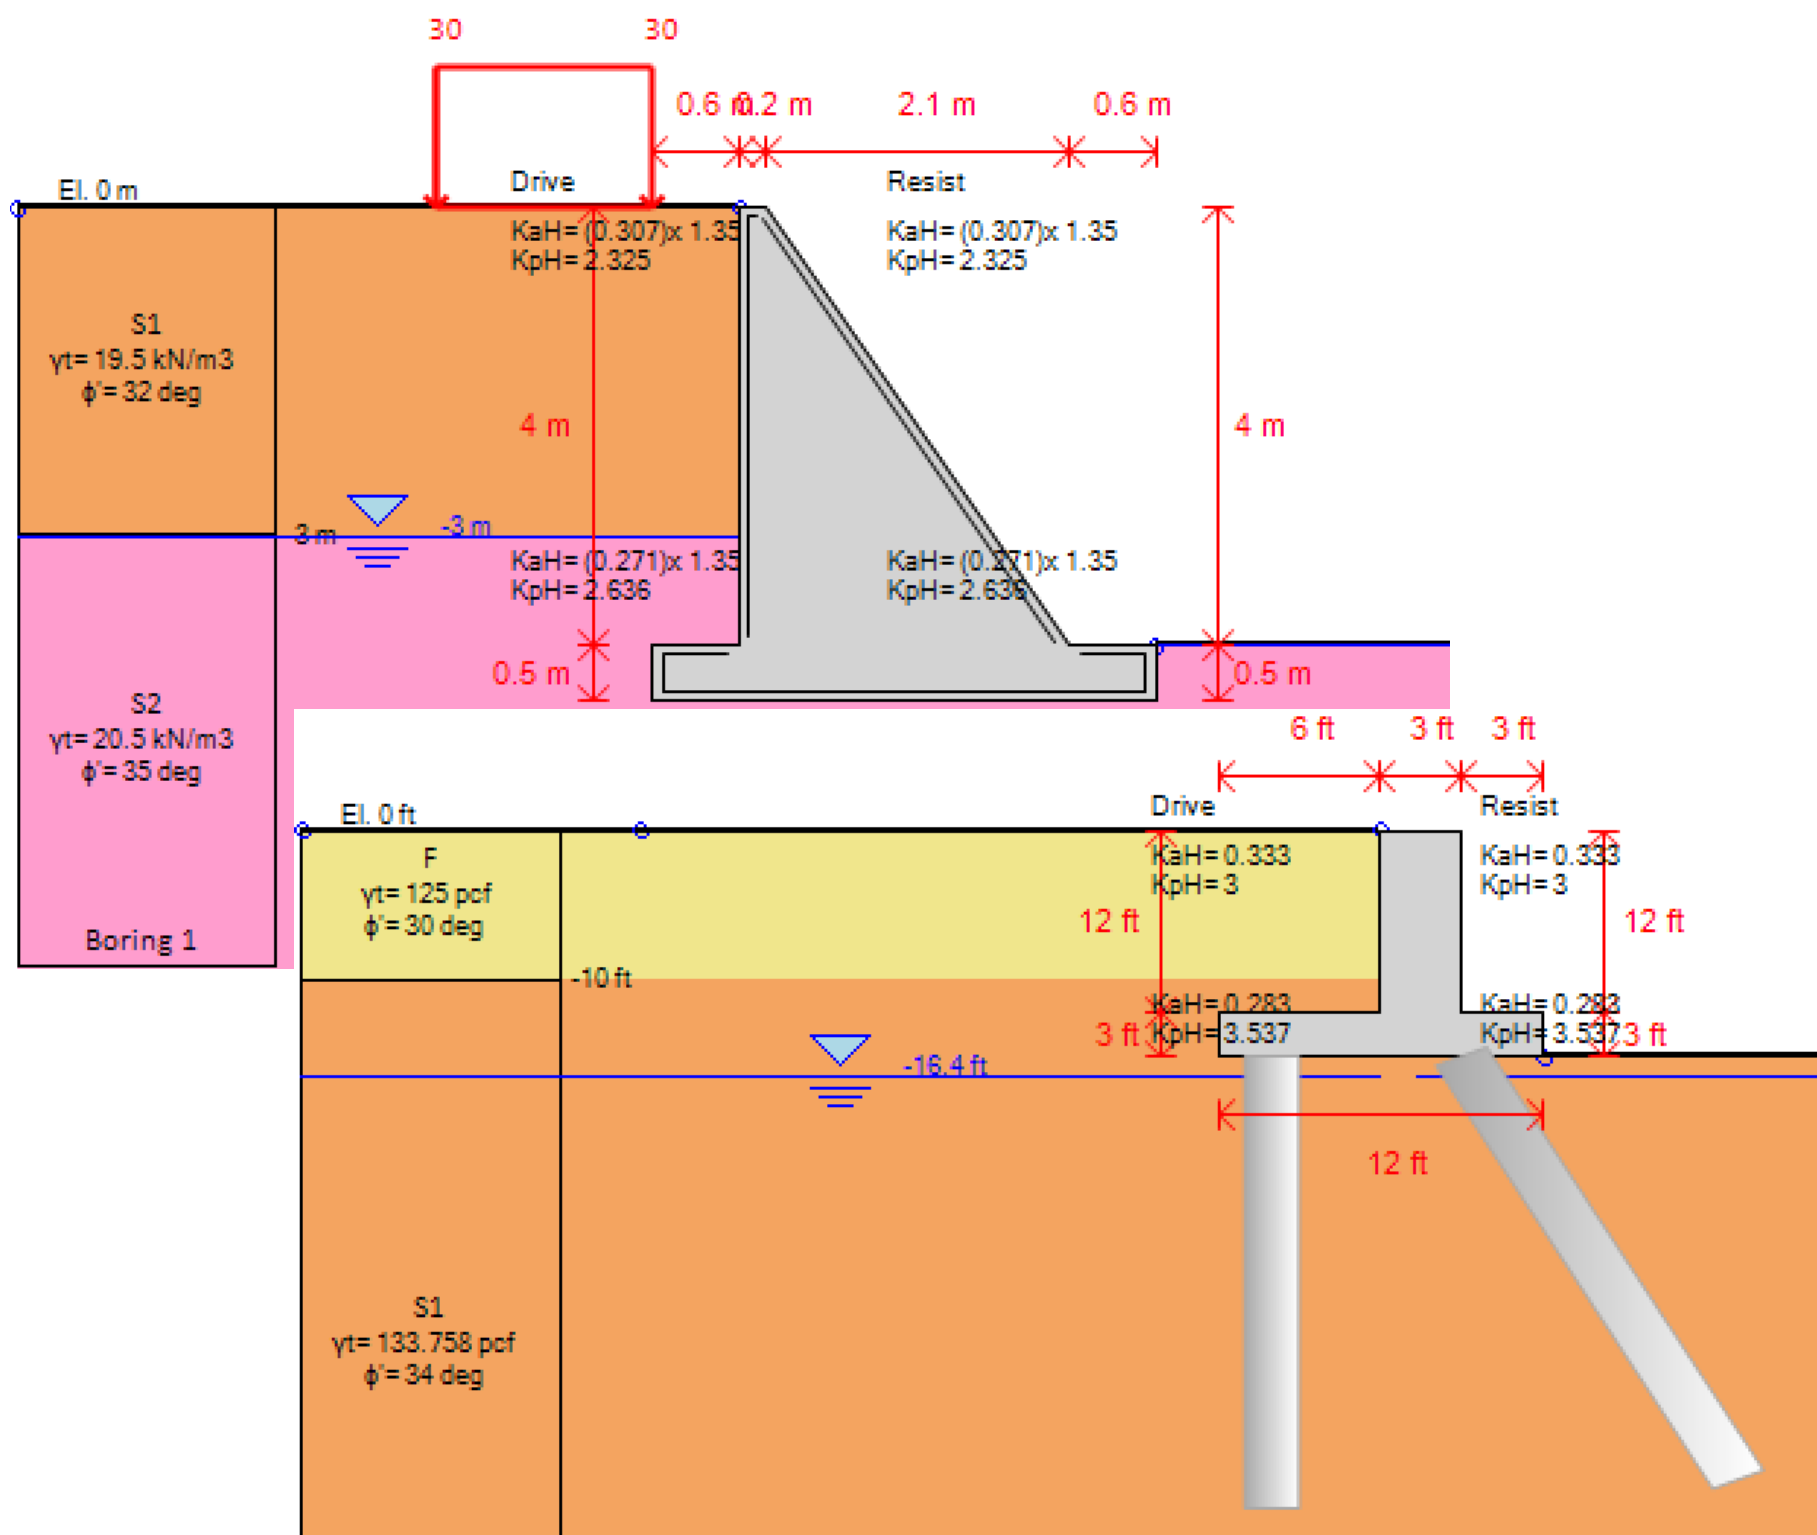 30 30
0.6 m 0.2 m 2.1 m 0.6 m
El. 0 m
Drive
Resist
KaH= (0.307)x 1.35
KpH= 2.325
KaH= (0.307)x 1.35
KpH= 2.325
S1
γt= 19.5 kN/m3
ϕ'= 32 deg
4 m
4 m
-3 m
-3 m
KaH= (0.271)x 1.35
KpH= 2.636
KaH= (0.271)x 1.35
KpH= 2.636
0.5 m
0.5 m
S2
γt= 20.5 kN/m3
ϕ'= 35 deg
Boring 1
6 ft 3 ft 3 ft
El. 0 ft
Drive
Resist
F
γt= 125 pcf
ϕ'= 30 deg
KaH= 0.333
KpH= 3
KaH= 0.333
KpH= 3
12 ft
12 ft
-10 ft
KaH= 0.283
KpH= 3.537
KaH= 0.283
KpH= 3.537
3 ft
3 ft
-16.4 ft
12 ft
S1
γt= 133.758 pcf
ϕ'= 34 deg